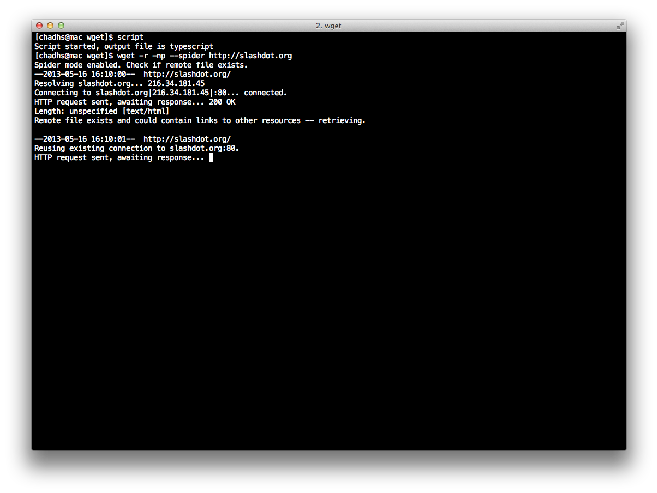 2. wget
[chadhs@mac wget]$ script
Script started, output file is typescript
[chadhs@mac wget]$ wget -r -np --spider http://slashdot.org
Spider mode enabled. Check if remote file exists.
--2013-05-16 16:10:00--  http://slashdot.org/
Resolving slashdot.org... 216.34.181.45
Connecting to slashdot.org|216.34.181.45|:80... connected.
HTTP request sent, awaiting response... 200 OK
Length: unspecified [text/html]
Remote file exists and could contain links to other resources -- retrieving.
--2013-05-16 16:10:01--  http://slashdot.org/
Reusing existing connection to slashdot.org:80.
HTTP request sent, awaiting response...